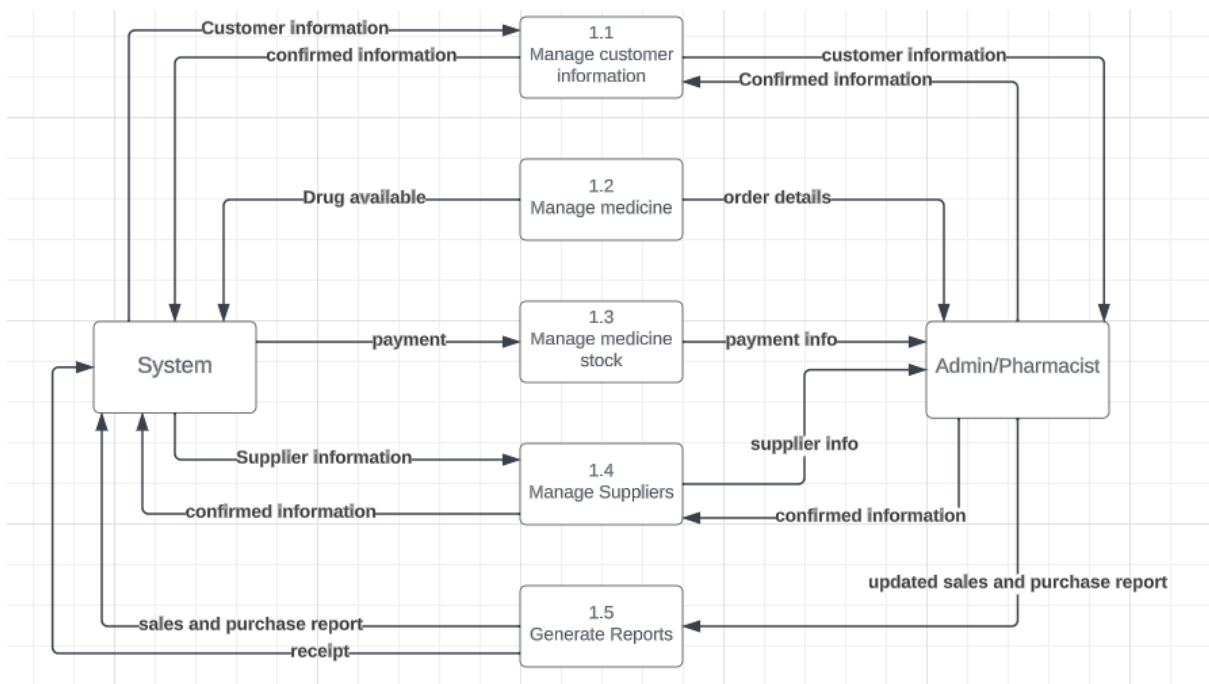 Customer information
1.1
Manage customer
information
confirmed information
customer information
Confirmed information
1.2
Manage medicine
Drug available
order details
1.3
Manage medicine
stock
payment
payment info
System
Admin/Pharmacist
supplier info
Supplier information
1.4
Manage Suppliers
confirmed information
confirmed information
updated sales and purchase report
1.5
Generate Reports
sales and purchase report
receipt